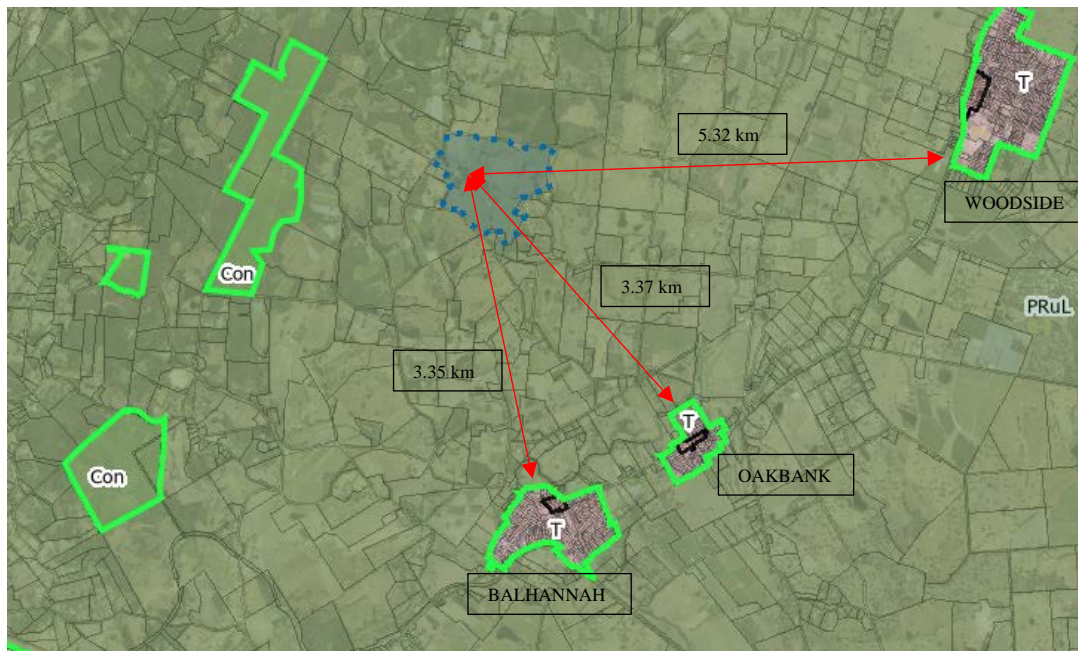 T
5.32 km
WOODSIDE
Con
3.37 km
PRuL
3.35 km
T
Con
OAKBANK
T
BALHANNAH